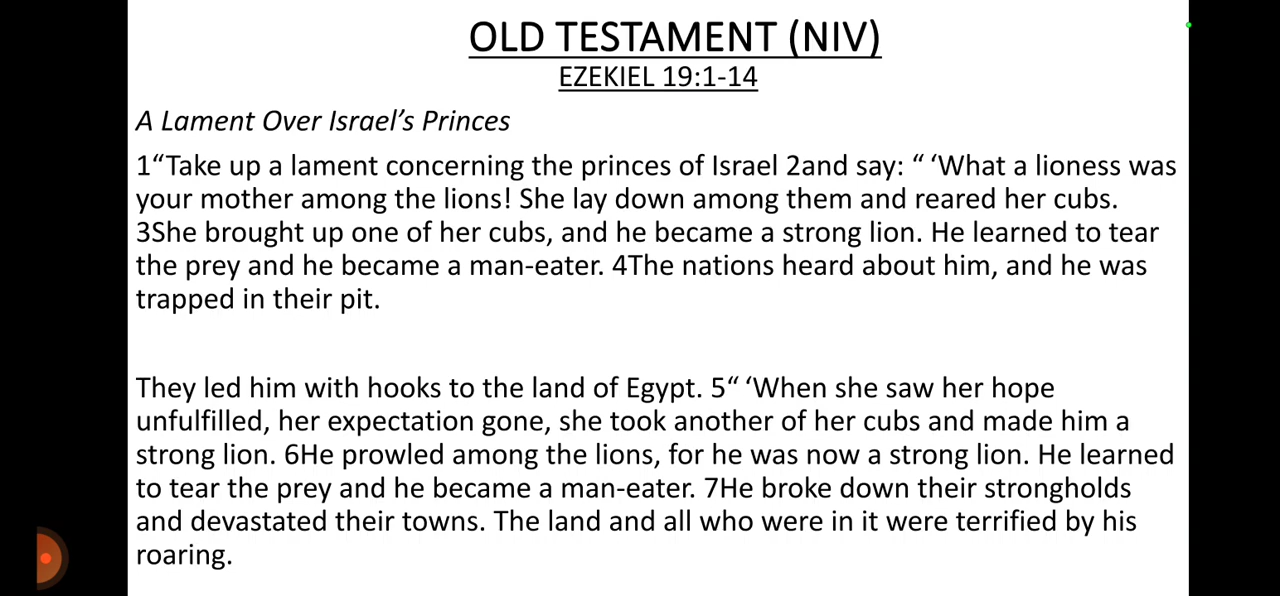 OLD TESTAMENT (NIV)
EZEKIEL 19:1-14
A Lament Over Israel’s Princes
1“Take up a lament concerning the princes of Israel 2and say: “ ‘What a lioness was
your mother among the lions! She lay down among them and reared her cubs.
3She brought up one of her cubs, and he became a strong lion. He learned to tear
the prey and he became a man-eater. 4The nations heard about him, and he was
trapped in their pit.
They led him with hooks to the land of Egypt. 5“ ‘When she saw her hope
unfulfilled, her expectation gone, she took another of her cubs and made him a
strong lion. 6He prowled among the lions, for he was now a strong lion. He learned
to tear the prey and he became a man-eater. 7He broke down their strongholds
and devastated their towns. The land and all who were in it were terrified by his
roaring.